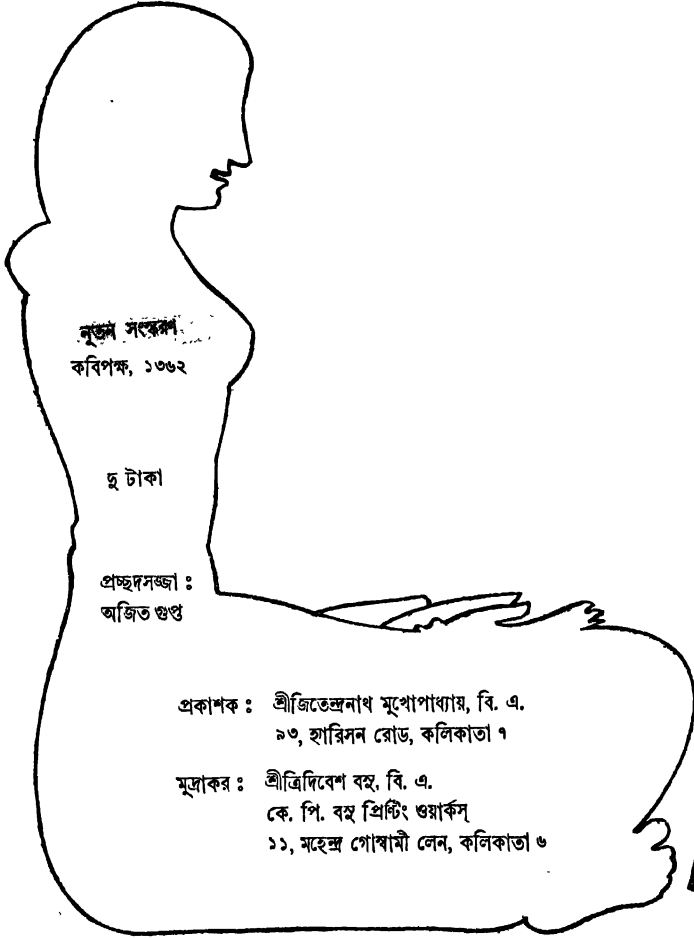 নূতন সংস্করণ
কবিপক্ষ, ১৩৬২
দু টাকা
প্রচ্ছদসজ্জা :
অজিত গুপ্ত
প্রকাশক : শ্রীজিতেন্দ্রনাথ মুখোপাধ্যায়, বি. এ.
৯৩, হ্যারিসন রোড, কলিকাতা ৭
মুদ্রাকর : শ্রীত্রিদিবেশ বসু, বি. এ.
কে. পি. বসু প্রিণ্টিং ওয়ার্কস্
১১, মহেন্দ্র গোস্বামী লেন, কলিকাতা ৬